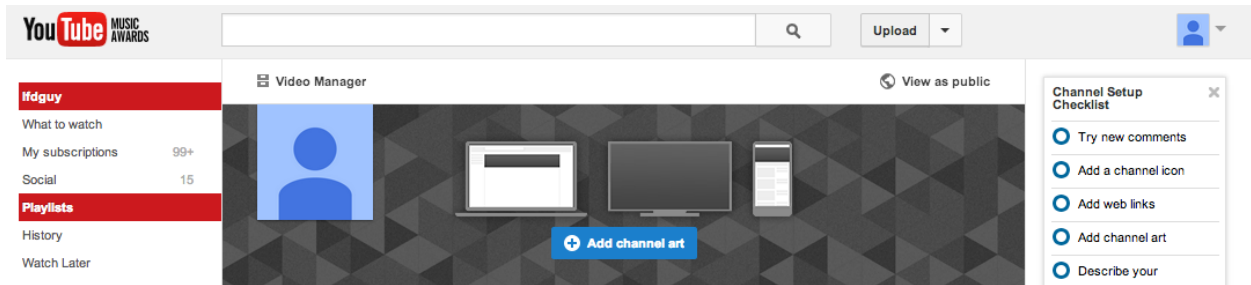 YouTube MUSIC AWARDS
Upload
Video Manager
View as public
lfdguy
What to watch
My subscriptions 99+
Social 15
Playlists
History
Watch Later
Add channel art
Channel Setup
Checklist
Try new comments
Add a channel icon
Add web links
Add channel art
Describe your